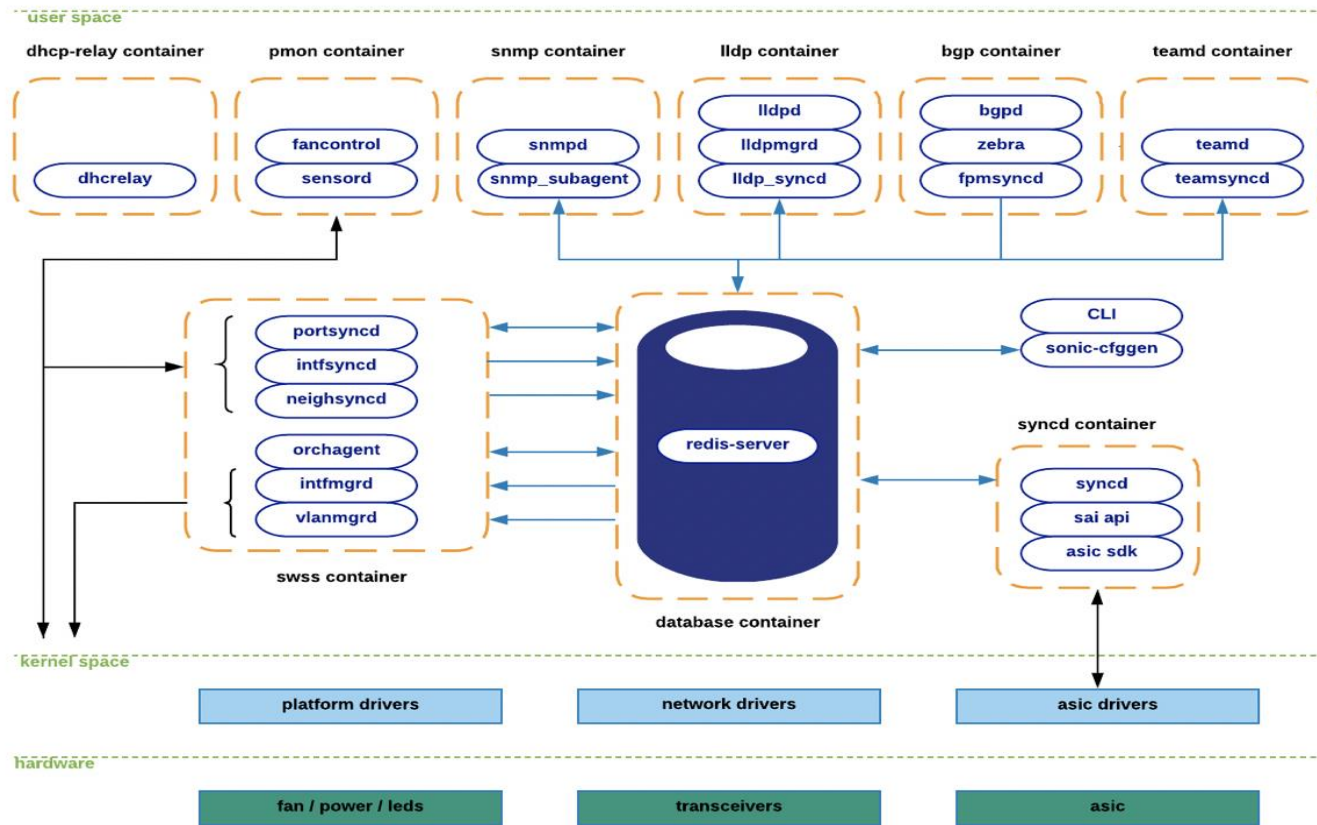 user space
dhcp-relay container
pmon container
snmp container
lldp container
bgp container
teamd container
dhcrelay
fancontrol
sensord
snmpd
snmp_subagent
lldpd
lldpmgrd
lldp_syncd
bgpd
zebra
fpmsyncd
teamd
teamsyncd
portsyncd
intfsyncd
neighsyncd
orchagent
intfmgrd
vlanmgrd
swss container
redis-server
database container
CLI
sonic-cfggen
syncd container
syncd
sai api
asic sdk
kernel space
platform drivers
network drivers
asic drivers
hardware
fan / power / leds
transceivers
asic